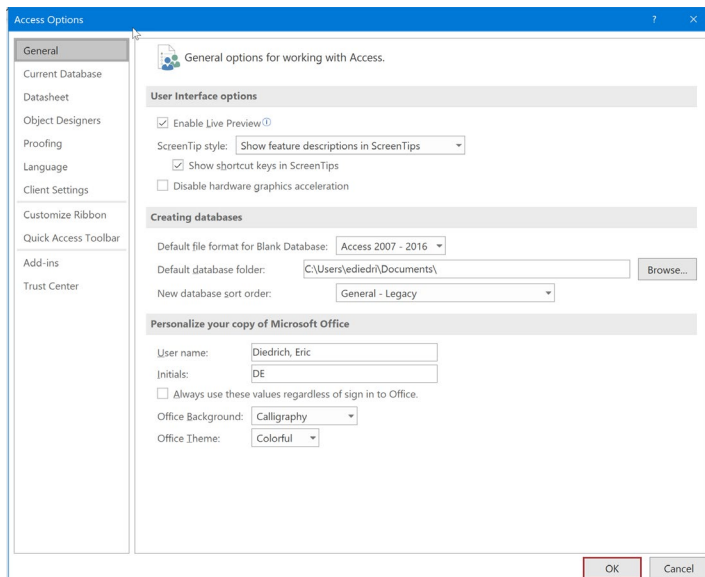 Access Options
?
General
Current Database
Datasheet
Object Designers
Proofing
Language
Client Settings
Customize Ribbon
Quick Access Toolbar
Add-ins
Trust Center
General options for working with Access.
User Interface options
Enable Live Preview
ScreenTip style: Show feature descriptions in ScreenTips
Show shortcut keys in ScreenTips
Disable hardware graphics acceleration
Creating databases
Default file format for Blank Database: Access 2007 - 2016
Default database folder: C:\Users\ediedri\Documents\ Browse...
New database sort order: General - Legacy
Personalize your copy of Microsoft Office
User name: Diedrich, Eric
Initials: DE
Always use these values regardless of sign in to Office.
Office Background: Calligraphy
Office Theme: Colorful
OK Cancel